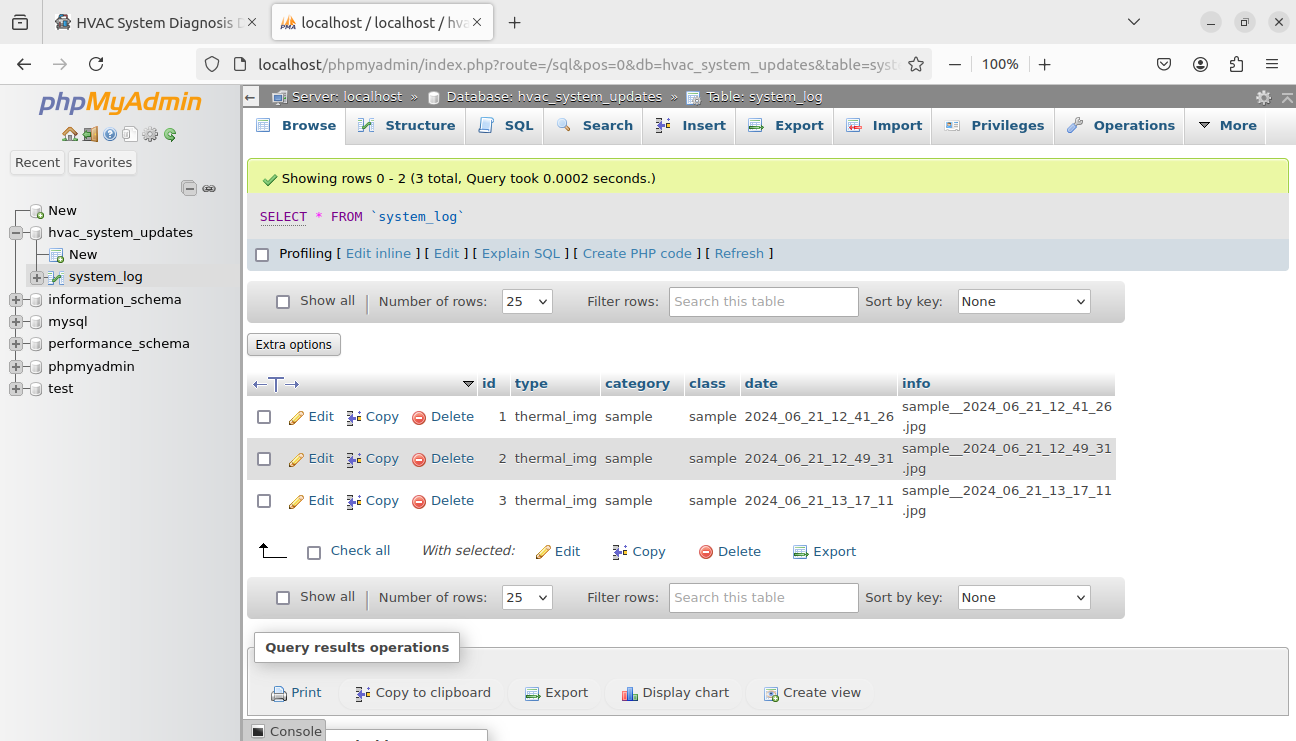 HVAC System Diagnosis
localhost / localhost / hva
localhost/phpmyadmin/index.php?route=/sql&pos=0&db=hvac_system_updates&table=syst
100%
phpMyAdmin
Recent
Favorites
New
hvac_system_updates
New
system_log
information_schema
mysql
performance_schema
phpmyadmin
test
Server: localhost » Database: hvac_system_updates » Table: system_log
Browse Structure SQL Search Insert Export Import Privileges Operations More
Showing rows 0 - 2 (3 total, Query took 0.0002 seconds.)
SELECT * FROM `system_log`
Profiling [ Edit inline ] [ Edit ] [ Explain SQL ] [ Create PHP code ] [ Refresh ]
Show all Number of rows: 25 Filter rows: Search this table Sort by key: None
Extra options
id type category class date info
Edit Copy Delete 1 thermal_img sample sample 2024_06_21_12_41_26 sample__2024_06_21_12_41_26
.jpg
Edit Copy Delete 2 thermal_img sample sample 2024_06_21_12_49_31 sample__2024_06_21_12_49_31
.jpg
Edit Copy Delete 3 thermal_img sample sample 2024_06_21_13_17_11 sample__2024_06_21_13_17_11
.jpg
Check all With selected: Edit Copy Delete Export
Show all Number of rows: 25 Filter rows: Search this table Sort by key: None
Query results operations
Print Copy to clipboard Export Display chart Create view
Console